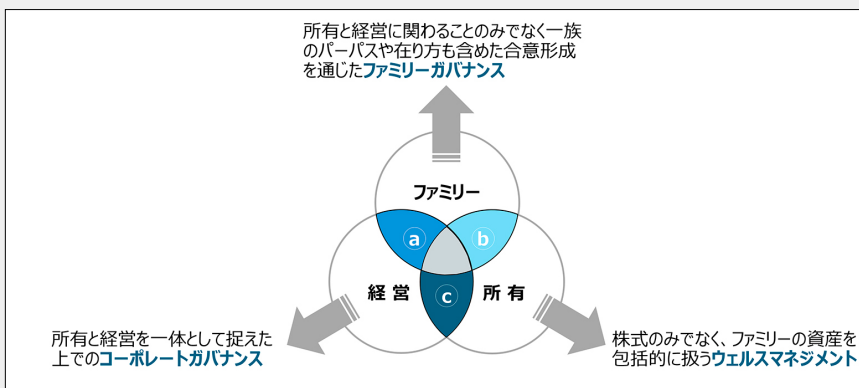 所有と経営に関わることのみでなく一族
のパーパスや在り方も含めた合意形成
を通じたファミリーガバナンス
ファミリー
a
b
経営
c
所有
所有と経営を一体として捉えた
上でのコーポレートガバナンス
株式のみでなく、ファミリーの資産を
包括的に扱うウェルスマネジメント